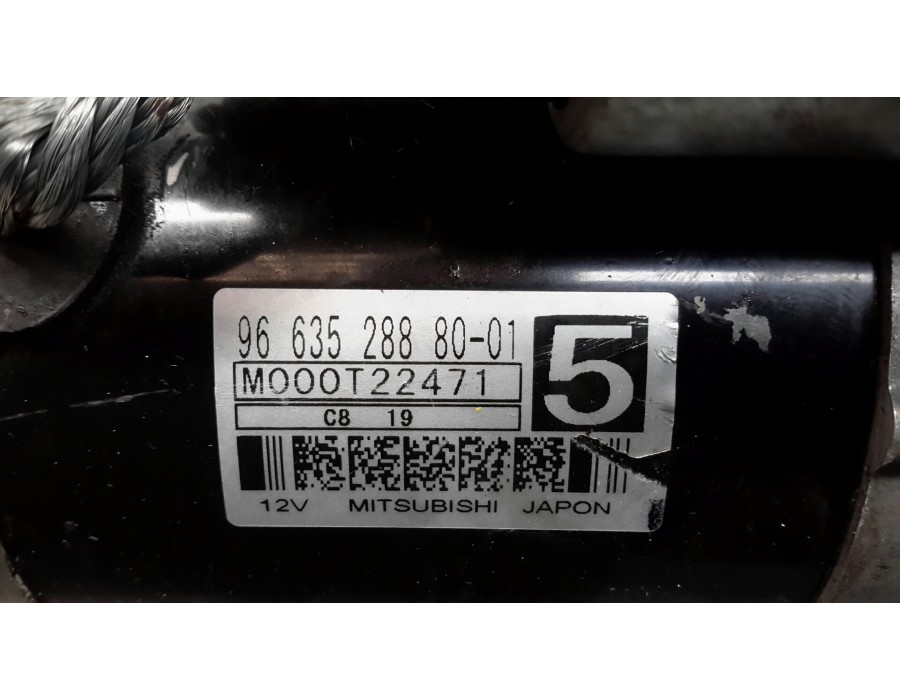 96 635 288 80-01
M000T22471
5
C8 19
12V MITSUBISHI JAPON